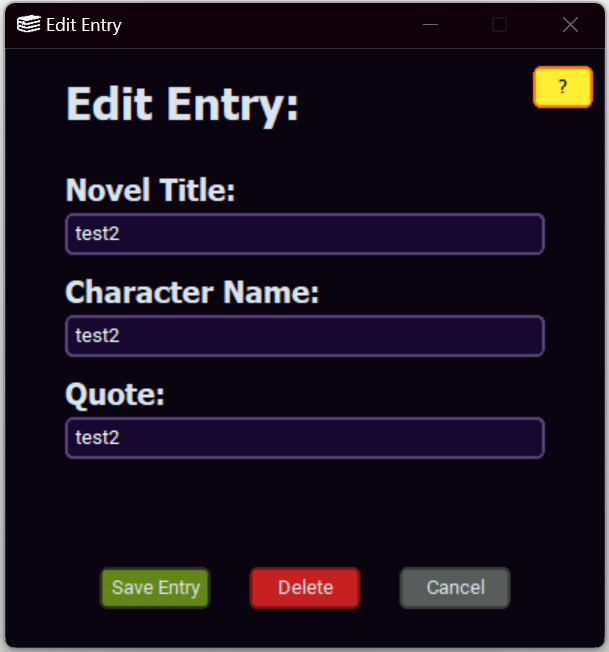 Edit Entry
?
Edit Entry:
Novel Title:
test2
Character Name:
test2
Quote:
test2
Save Entry
Delete
Cancel